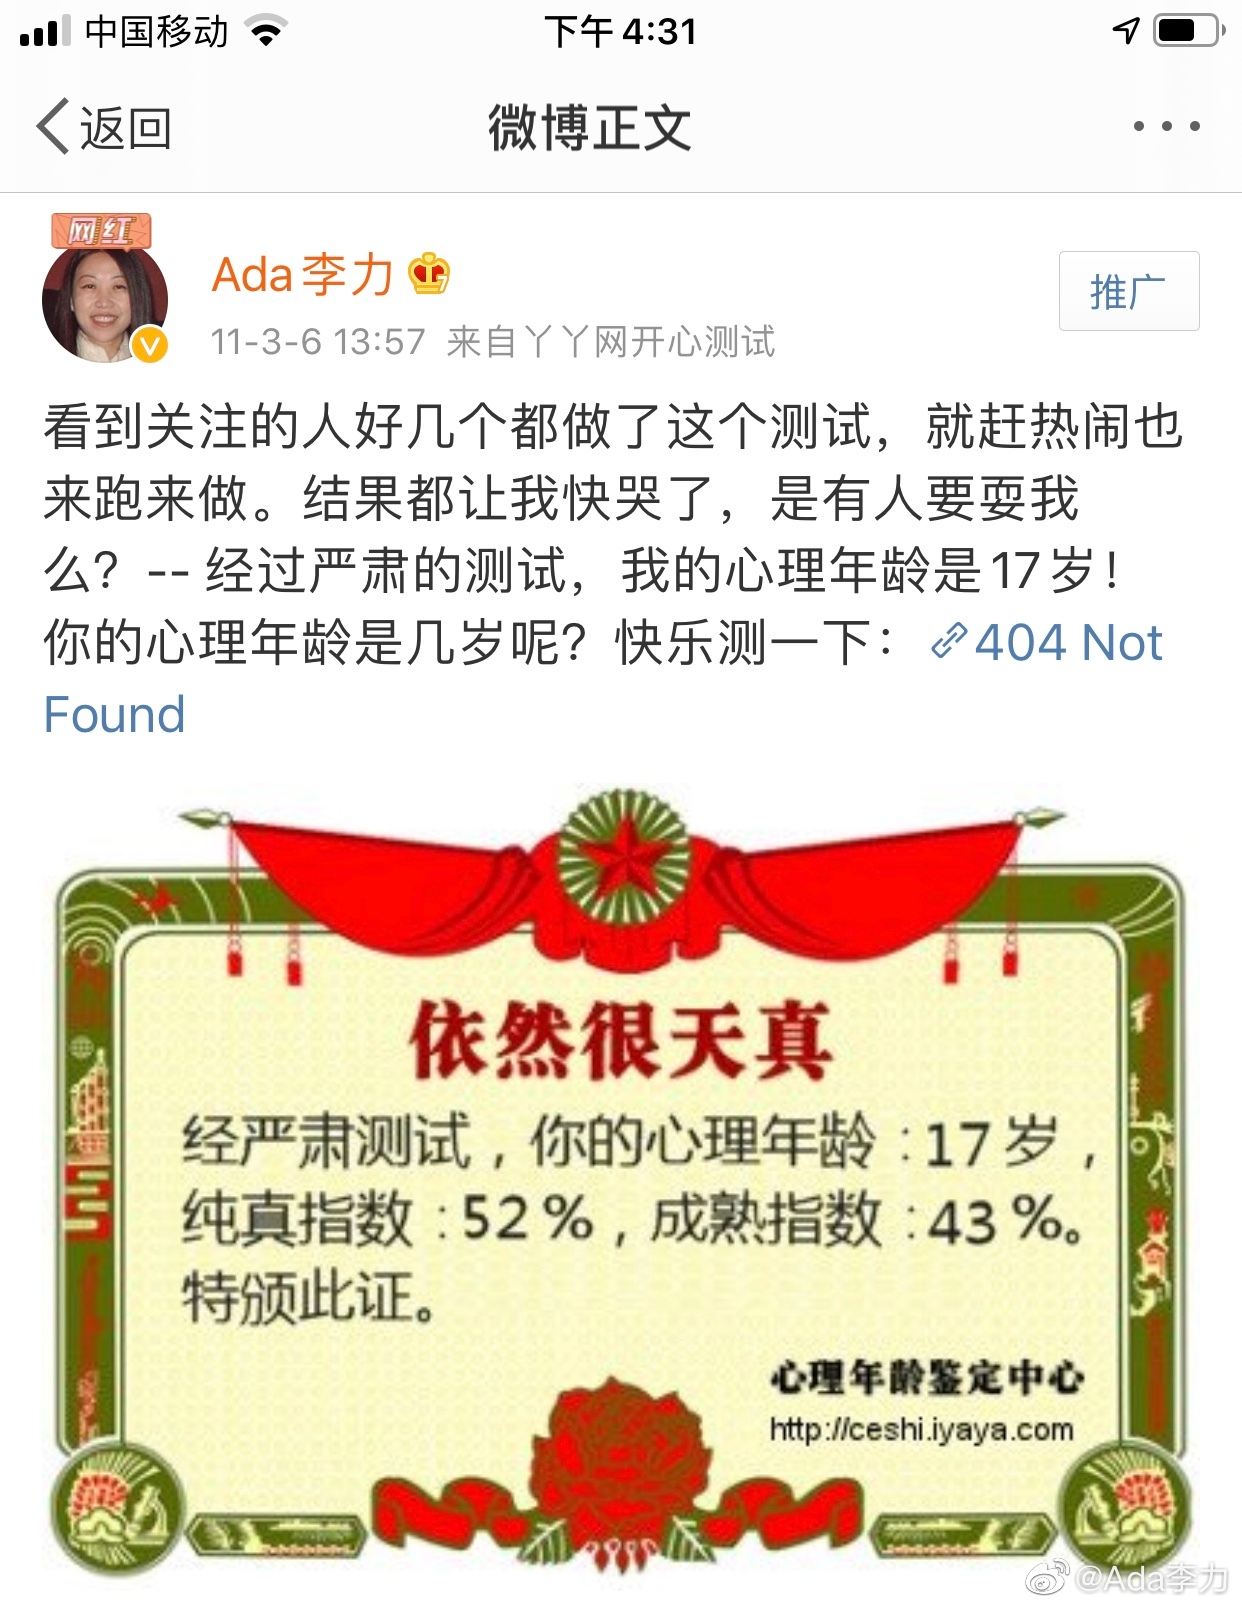 中国移动 下午4:31
返回 微博正文
网红
Ada李力
推广
11-3-6 13:57 来自丫丫网开心测试
看到关注的人好几个都做了这个测试，就赶热闹也
来跑来做。结果都让我快哭了，是有人要耍我
么？-- 经过严肃的测试，我的心理年龄是17岁！
你的心理年龄是几岁呢？快乐测一下：404 Not
Found
依然很天真
经严肃测试，你的心理年龄:17岁，
纯真指数:52%，成熟指数:43%。
特颁此证。
心理年龄鉴定中心
http://ceshi.iyaya.com
@Ada李力